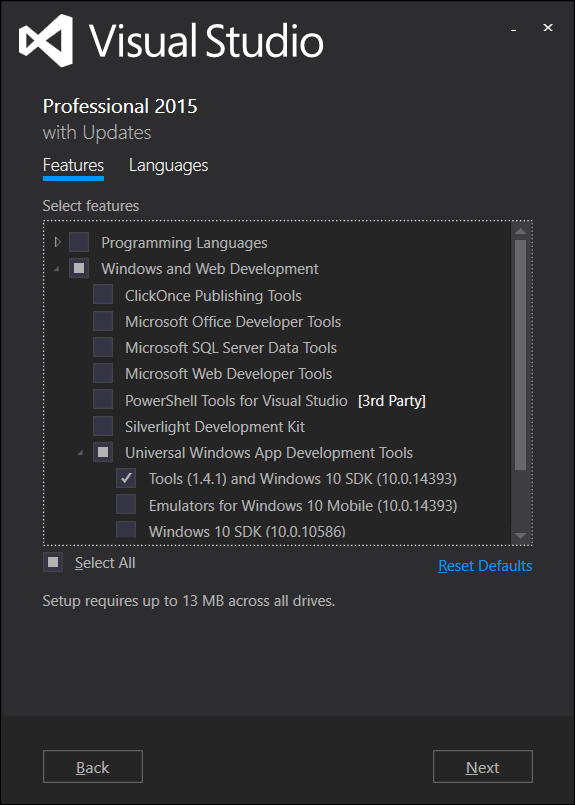 Visual Studio
Professional 2015
with Updates
Features Languages
Select features
Programming Languages
Windows and Web Development
ClickOnce Publishing Tools
Microsoft Office Developer Tools
Microsoft SQL Server Data Tools
Microsoft Web Developer Tools
PowerShell Tools for Visual Studio [3rd Party]
Silverlight Development Kit
Universal Windows App Development Tools
Tools (1.4.1) and Windows 10 SDK (10.0.14393)
Emulators for Windows 10 Mobile (10.0.14393)
Windows 10 SDK (10.0.10586)
Select All
Reset Defaults
Setup requires up to 13 MB across all drives.
Back Next